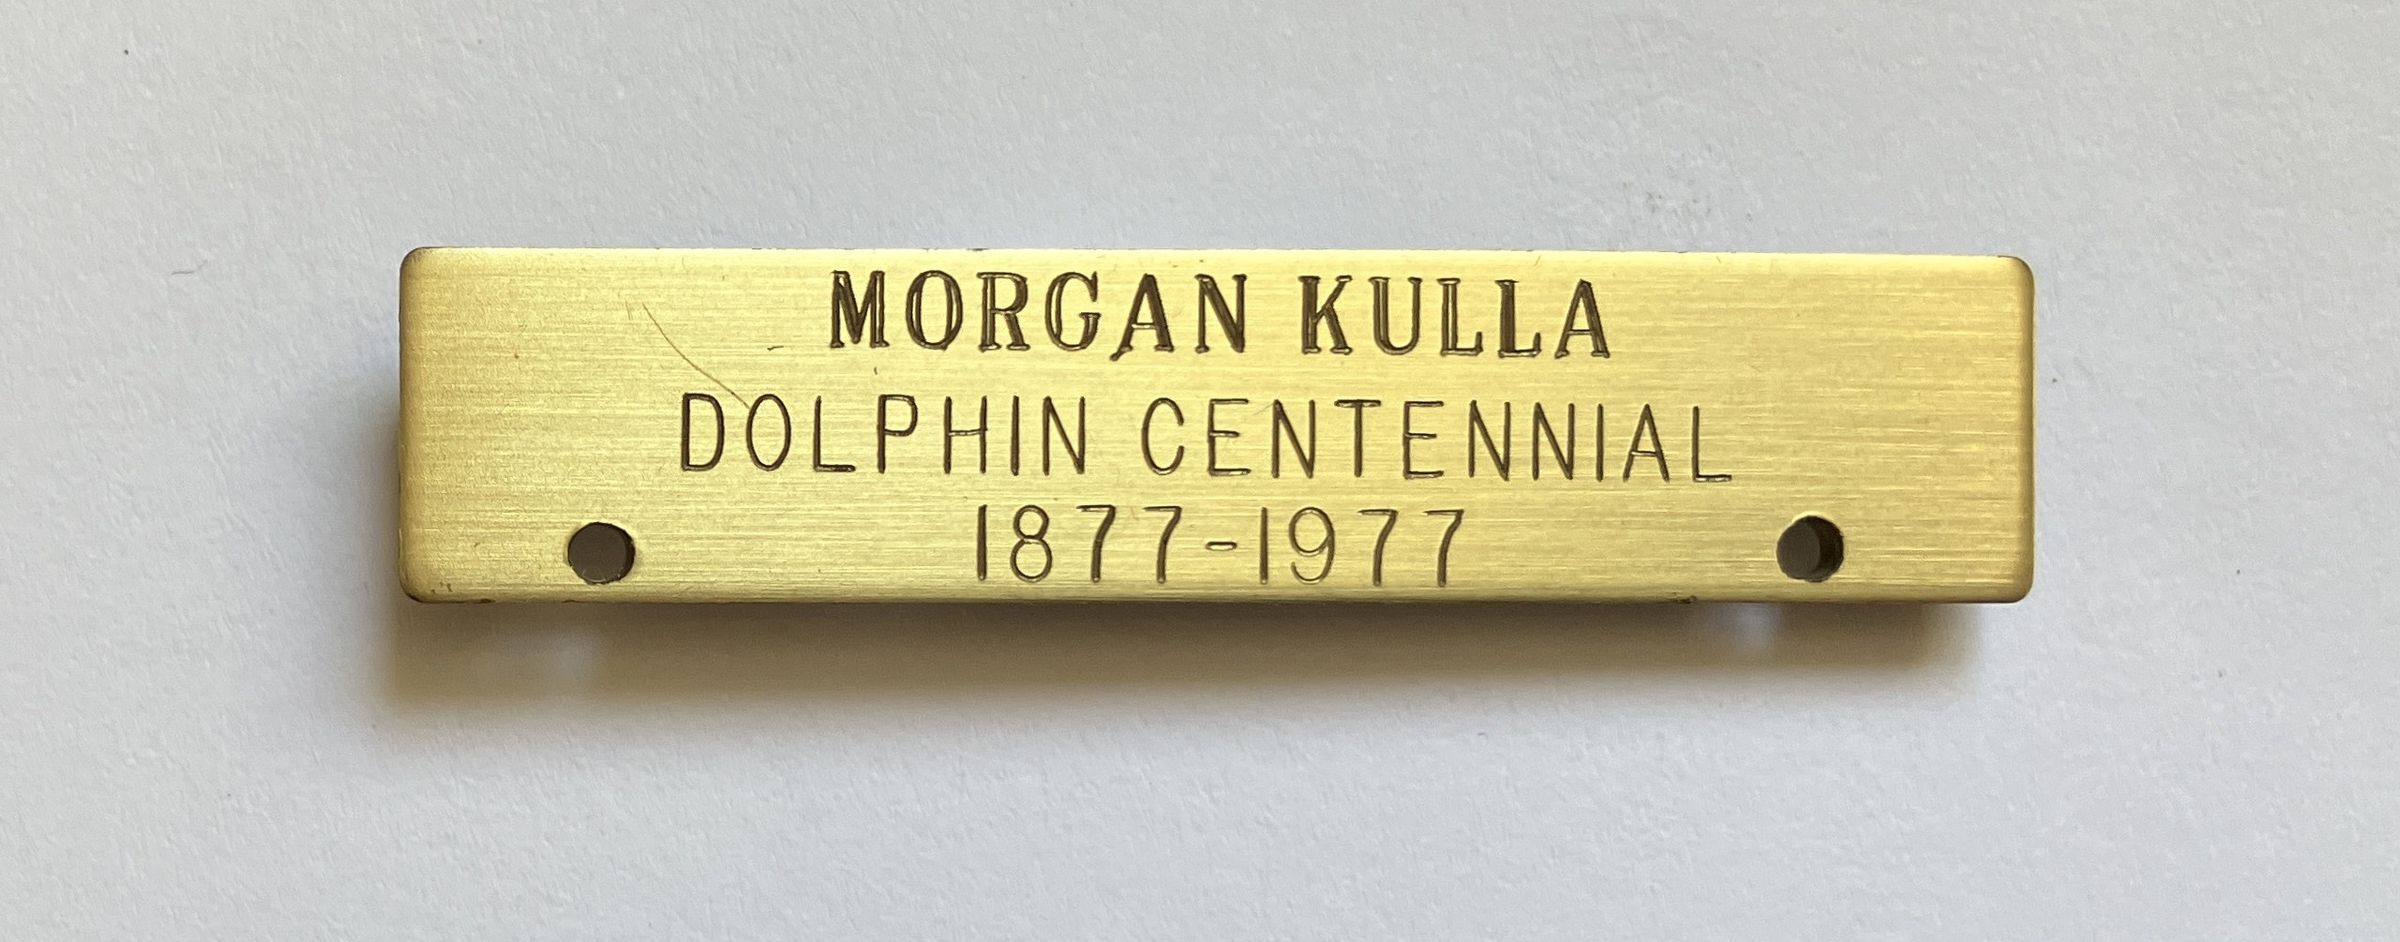 MORGAN KULLA
DOLPHIN CENTENNIAL
1877-1977